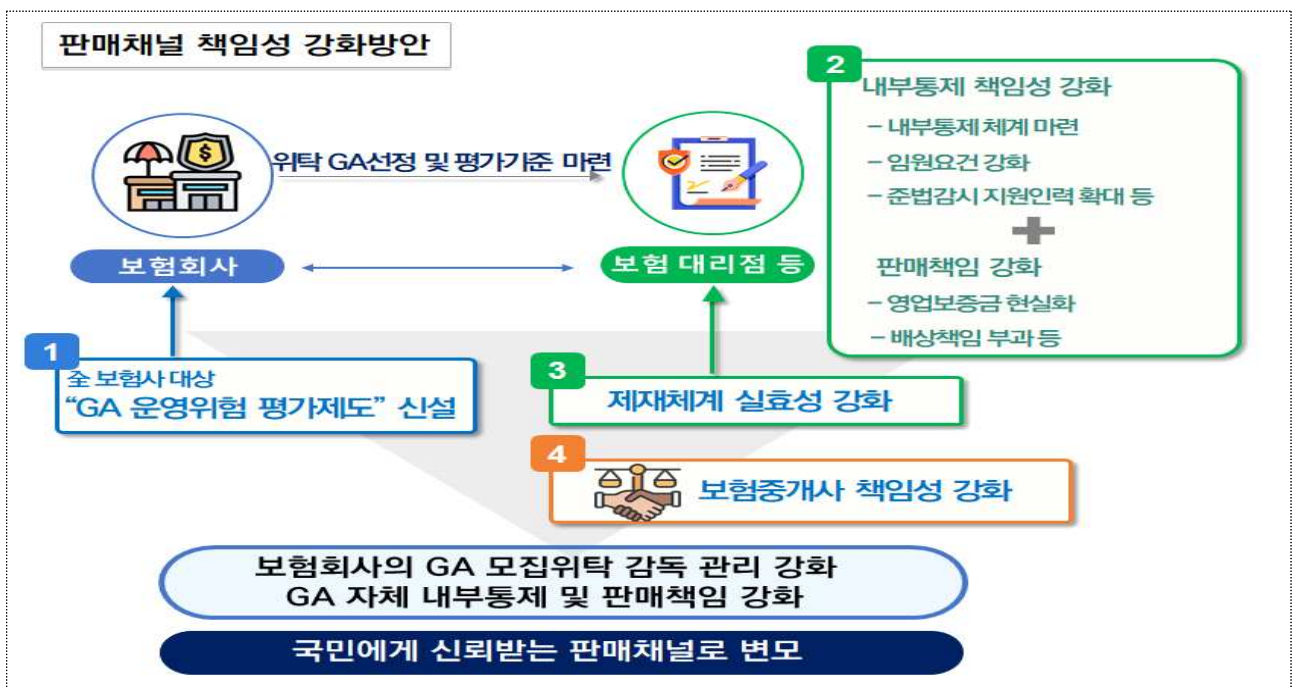 판매채널 책임성 강화방안
위탁 GA선정 및 평가기준 마련
보험회사
보험 대리점 등
1
全 보험사 대상
“GA 운영위험 평가제도” 신설
2
내부통제 책임성 강화
– 내부통제 체계 마련
– 임원요건 강화
– 준법감시 지원인력 확대 등
판매책임 강화
– 영업보증금 현실화
– 배상책임 부과 등
3
제재체계 실효성 강화
4
보험중개사 책임성 강화
보험회사의 GA 모집위탁 감독 관리 강화
GA 자체 내부통제 및 판매책임 강화
국민에게 신뢰받는 판매채널로 변모